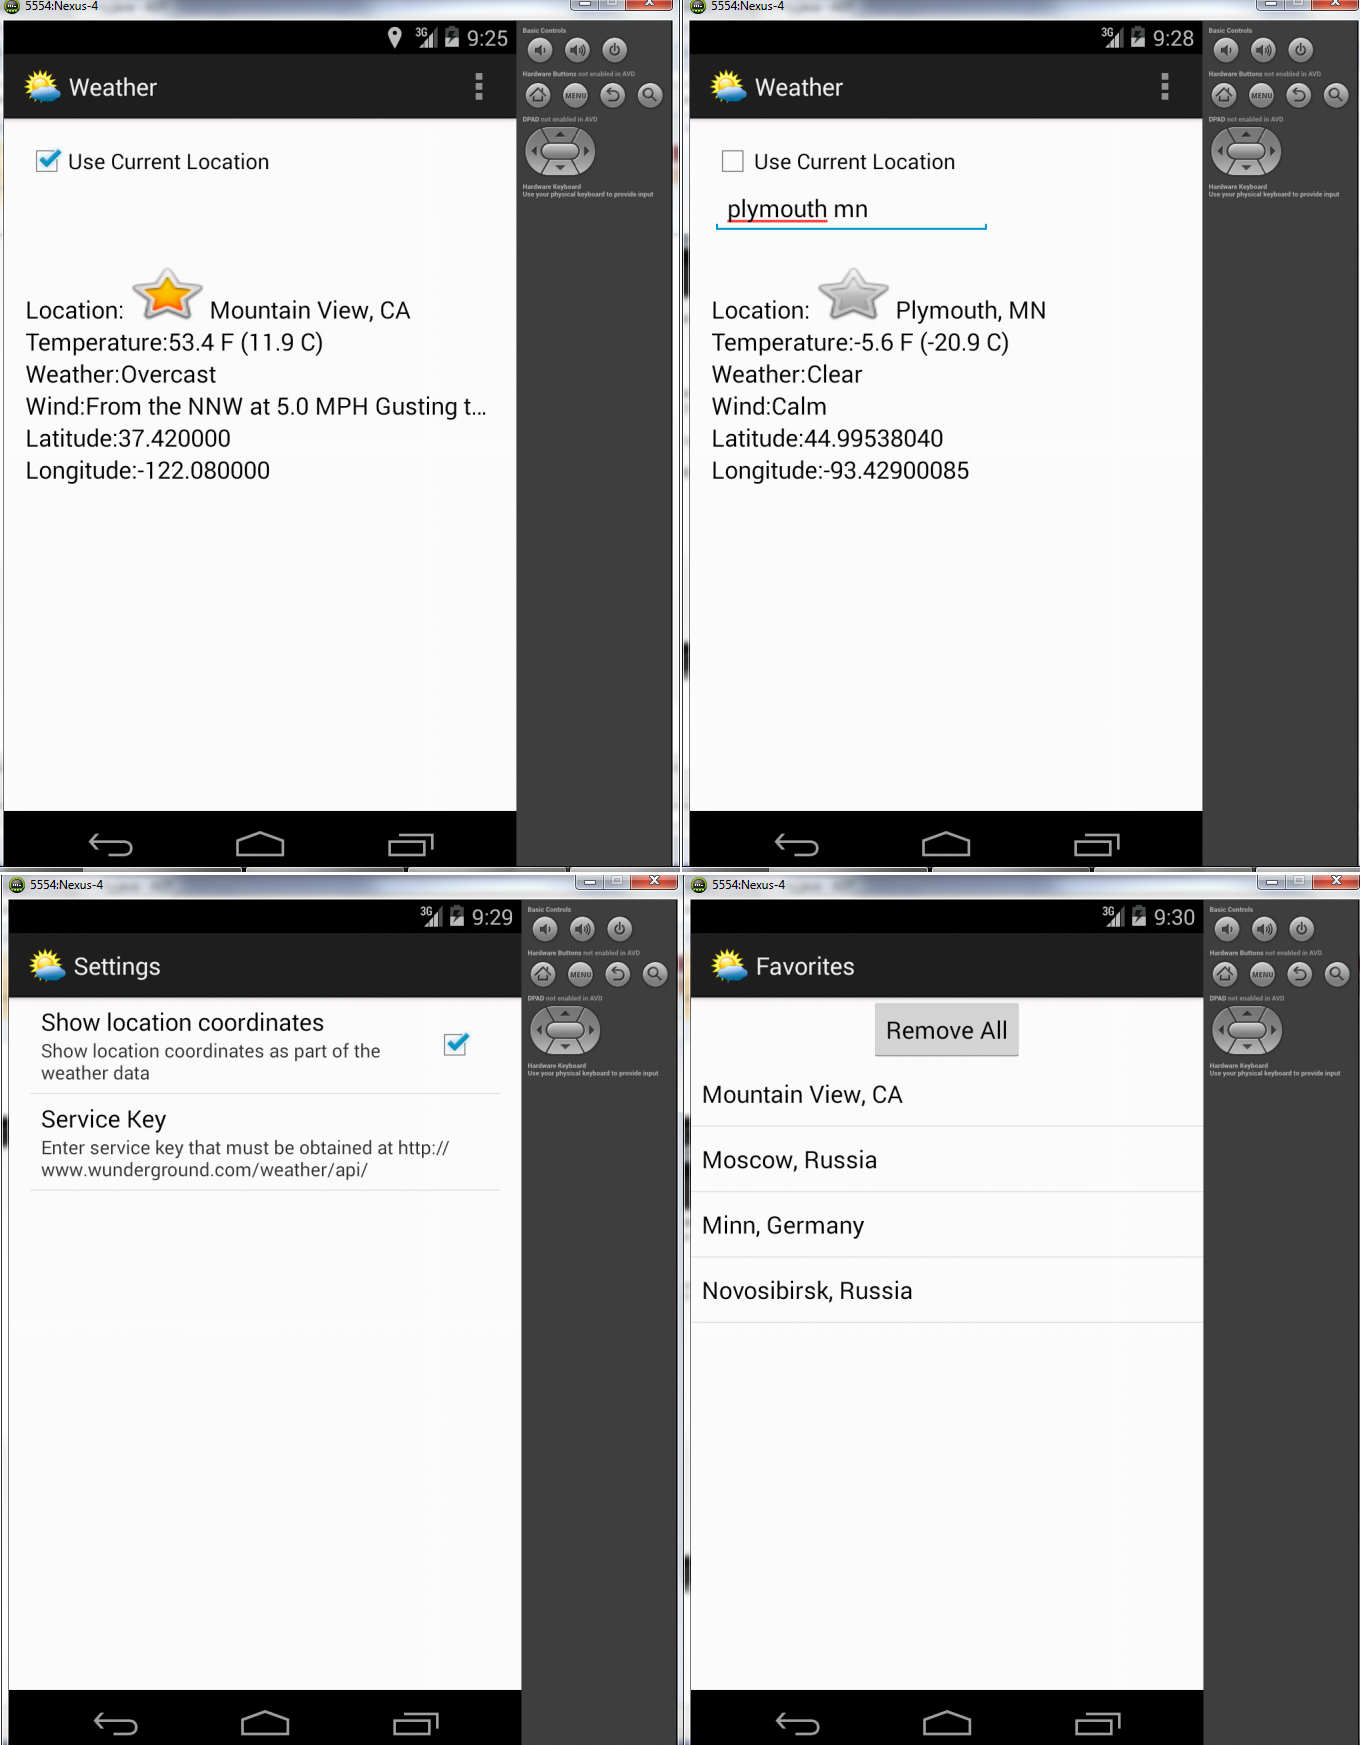 5554:Nexus-4
9:25
Weather
Use Current Location
Location: Mountain View, CA
Temperature:53.4 F (11.9 C)
Weather:Overcast
Wind:From the NNW at 5.0 MPH Gusting t...
Latitude:37.420000
Longitude:-122.080000
3G
Basic Controls
Hardware Buttons not enabled in AVD
MENU
DPAD not enabled in AVD
Hardware Keyboard
Use your physical keyboard to provide input
5554:Nexus-4
3G
9:28
Weather
Use Current Location
plymouth mn
Location: Plymouth, MN
Temperature:-5.6 F (-20.9 C)
Weather:Clear
Wind:Calm
Latitude:44.99538040
Longitude:-93.42900085
Basic Controls
Hardware Buttons not enabled in AVD
MENU
DPAD not enabled in AVD
Hardware Keyboard
Use your physical keyboard to provide input
5554:Nexus-4
3G
9:29
Settings
Show location coordinates
Show location coordinates as part of the
weather data
Service Key
Enter service key that must be obtained at http://
www.wunderground.com/weather/api/
Basic Controls
Hardware Buttons not enabled in AVD
MENU
DPAD not enabled in AVD
Hardware Keyboard
Use your physical keyboard to provide input
5554:Nexus-4
3G
9:30
Favorites
Remove All
Mountain View, CA
Moscow, Russia
Minn, Germany
Novosibirsk, Russia
Basic Controls
Hardware Buttons not enabled in AVD
MENU
DPAD not enabled in AVD
Hardware Keyboard
Use your physical keyboard to provide input